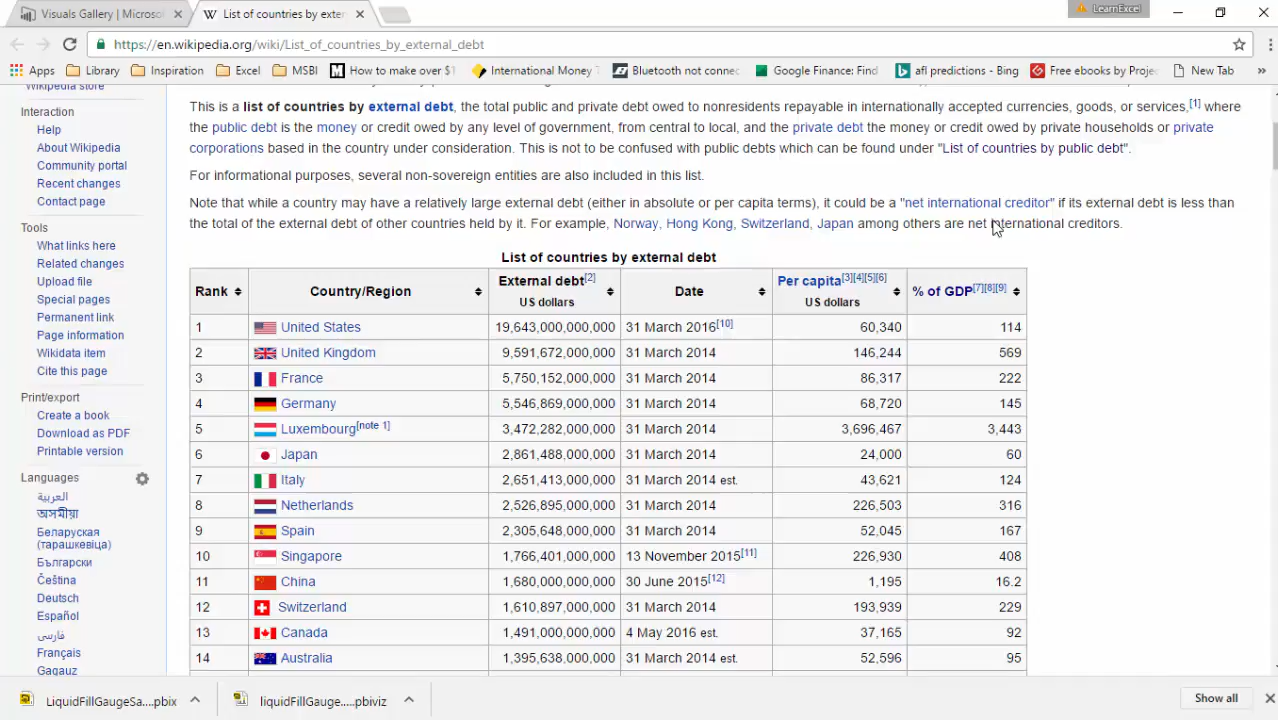 Visuals Gallery | Microsof
List of countries by exter
LearnExcel
https://en.wikipedia.org/wiki/List_of_countries_by_external_debt
Apps Library Inspiration Excel MSBI How to make over $1 International Money Bluetooth not connec Google Finance: Find afl predictions - Bing Free ebooks by Projec New Tab »
Wikipedia store
Interaction
Help
About Wikipedia
Community portal
Recent changes
Contact page
Tools
What links here
Related changes
Upload file
Special pages
Permanent link
Page information
Wikidata item
Cite this page
Print/export
Create a book
Download as PDF
Printable version
Languages
العربية
অসমীয়া
Беларуская
(тарашкевіца)
Български
Čeština
Deutsch
Español
فارسی
Français
Gagauz
This is a list of countries by external debt, the total public and private debt owed to nonresidents repayable in internationally accepted currencies, goods, or services,[1] where
the public debt is the money or credit owed by any level of government, from central to local, and the private debt the money or credit owed by private households or private
corporations based in the country under consideration. This is not to be confused with public debts which can be found under "List of countries by public debt".
For informational purposes, several non-sovereign entities are also included in this list.
Note that while a country may have a relatively large external debt (either in absolute or per capita terms), it could be a "net international creditor" if its external debt is less than
the total of the external debt of other countries held by it. For example, Norway, Hong Kong, Switzerland, Japan among others are net international creditors.
List of countries by external debt
Rank Country/Region External debt[2] US dollars Date Per capita[3][4][5][6] US dollars % of GDP[7][8][9]
1 United States 19,643,000,000,000 31 March 2016[10] 60,340 114
2 United Kingdom 9,591,672,000,000 31 March 2014 146,244 569
3 France 5,750,152,000,000 31 March 2014 86,317 222
4 Germany 5,546,869,000,000 31 March 2014 68,720 145
5 Luxembourg[note 1] 3,472,282,000,000 31 March 2014 3,696,467 3,443
6 Japan 2,861,488,000,000 31 March 2014 24,000 60
7 Italy 2,651,413,000,000 31 March 2014 est. 43,621 124
8 Netherlands 2,526,895,000,000 31 March 2014 226,503 316
9 Spain 2,305,648,000,000 31 March 2014 52,045 167
10 Singapore 1,766,401,000,000 13 November 2015[11] 226,930 408
11 China 1,680,000,000,000 30 June 2015[12] 1,195 16.2
12 Switzerland 1,610,897,000,000 31 March 2014 193,939 229
13 Canada 1,491,000,000,000 4 May 2016 est. 37,165 92
14 Australia 1,395,638,000,000 31 March 2014 est. 52,596 95
LiquidFillGaugeSa....pbix
liquidFillGauge....pbiviz
Show all